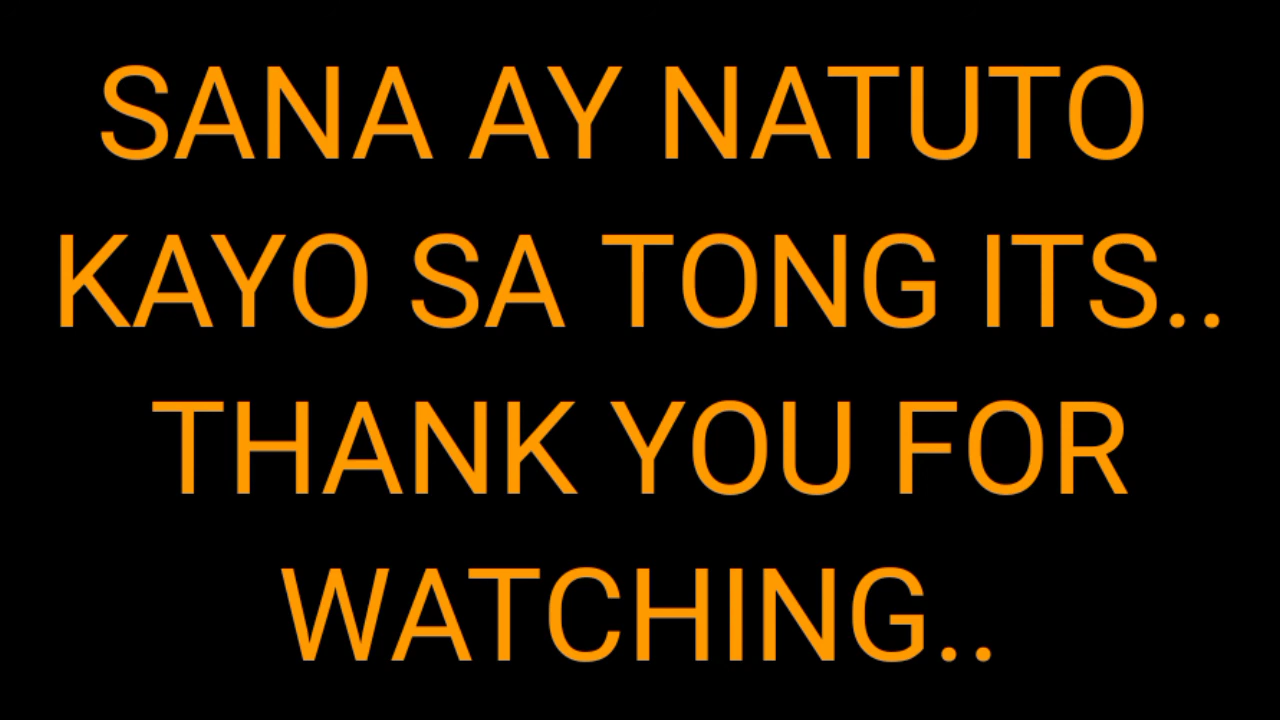 SANA AY NATUTO
KAYO SA TONG ITS..
THANK YOU FOR
WATCHING..